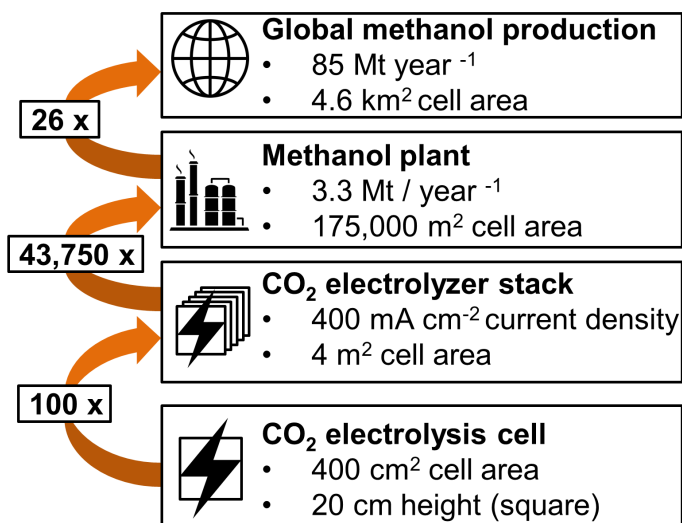 Global methanol production
• 85 Mt year ⁻¹
• 4.6 km² cell area
26 x
Methanol plant
• 3.3 Mt / year ⁻¹
• 175,000 m² cell area
43,750 x
CO₂ electrolyzer stack
• 400 mA cm⁻² current density
• 4 m² cell area
100 x
CO₂ electrolysis cell
• 400 cm² cell area
• 20 cm height (square)